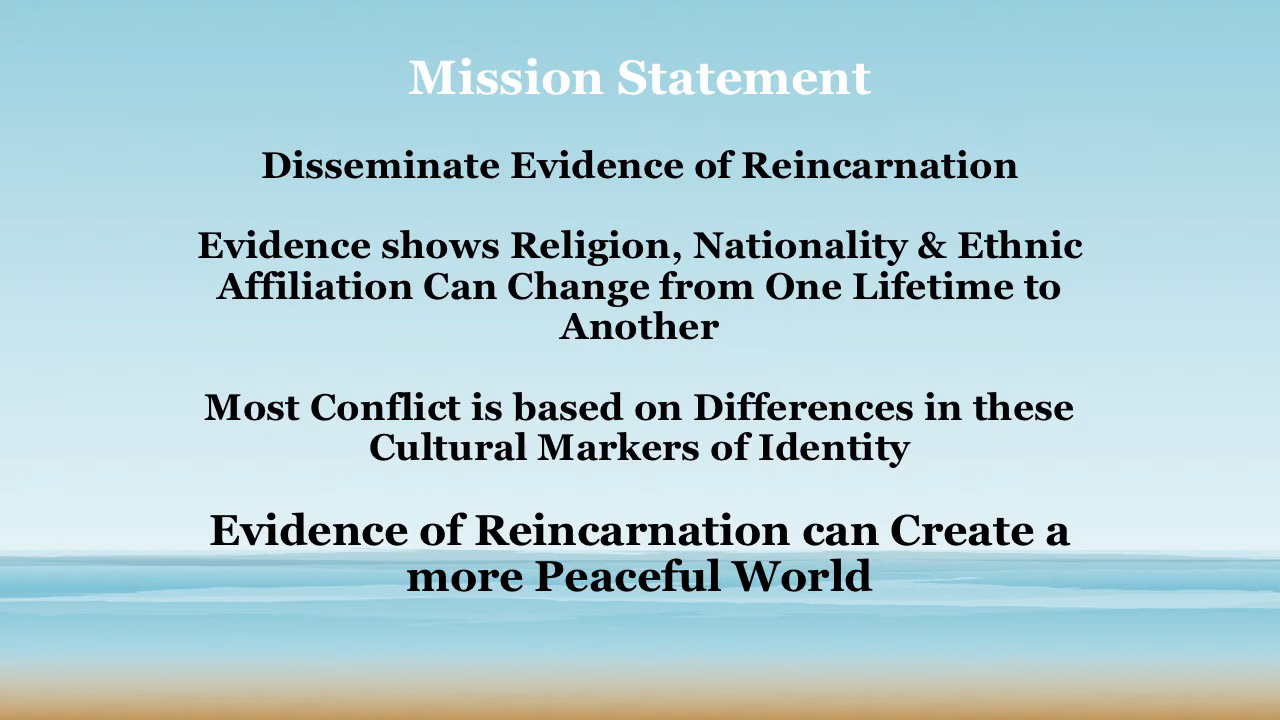 Mission Statement
Disseminate Evidence of Reincarnation
Evidence shows Religion, Nationality & Ethnic
Affiliation Can Change from One Lifetime to
Another
Most Conflict is based on Differences in these
Cultural Markers of Identity
Evidence of Reincarnation can Create a
more Peaceful World